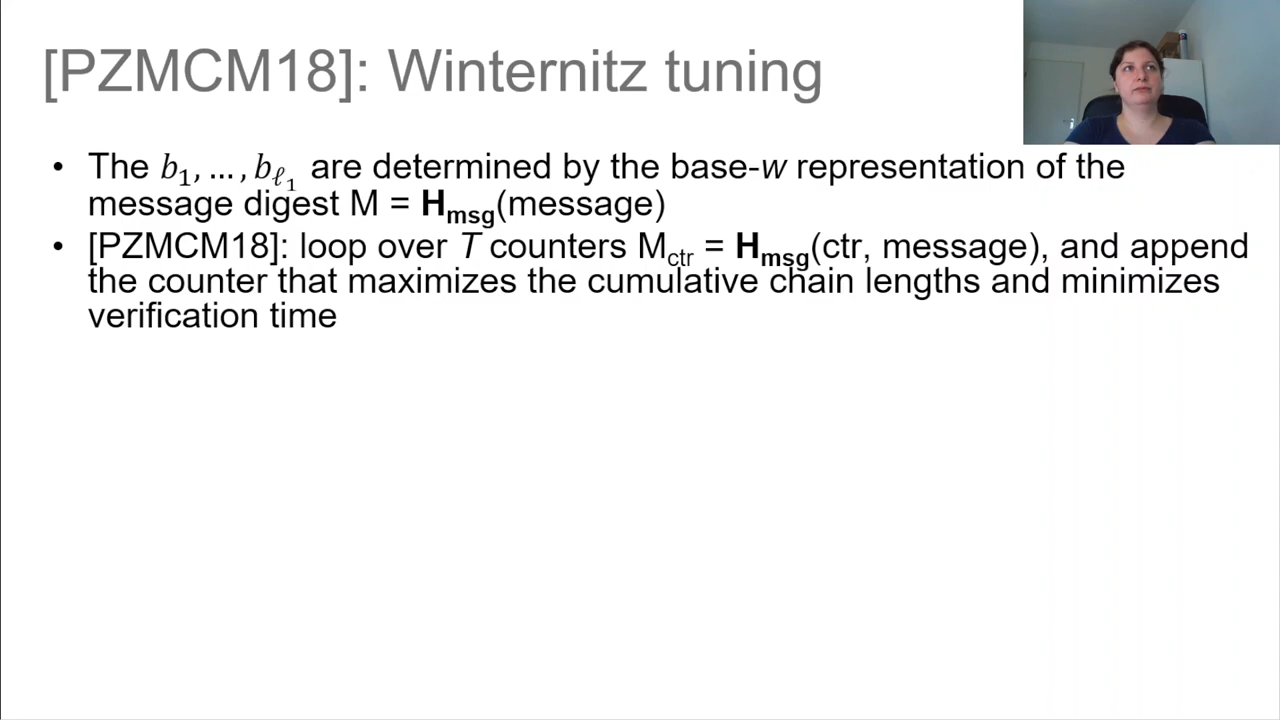 [PZMCM18]: Winternitz tuning
• The b₁, … , bℓ₁ are determined by the base-w representation of the
message digest M = Hmsg(message)
• [PZMCM18]: loop over T counters Mctr = Hmsg(ctr, message), and append
the counter that maximizes the cumulative chain lengths and minimizes
verification time